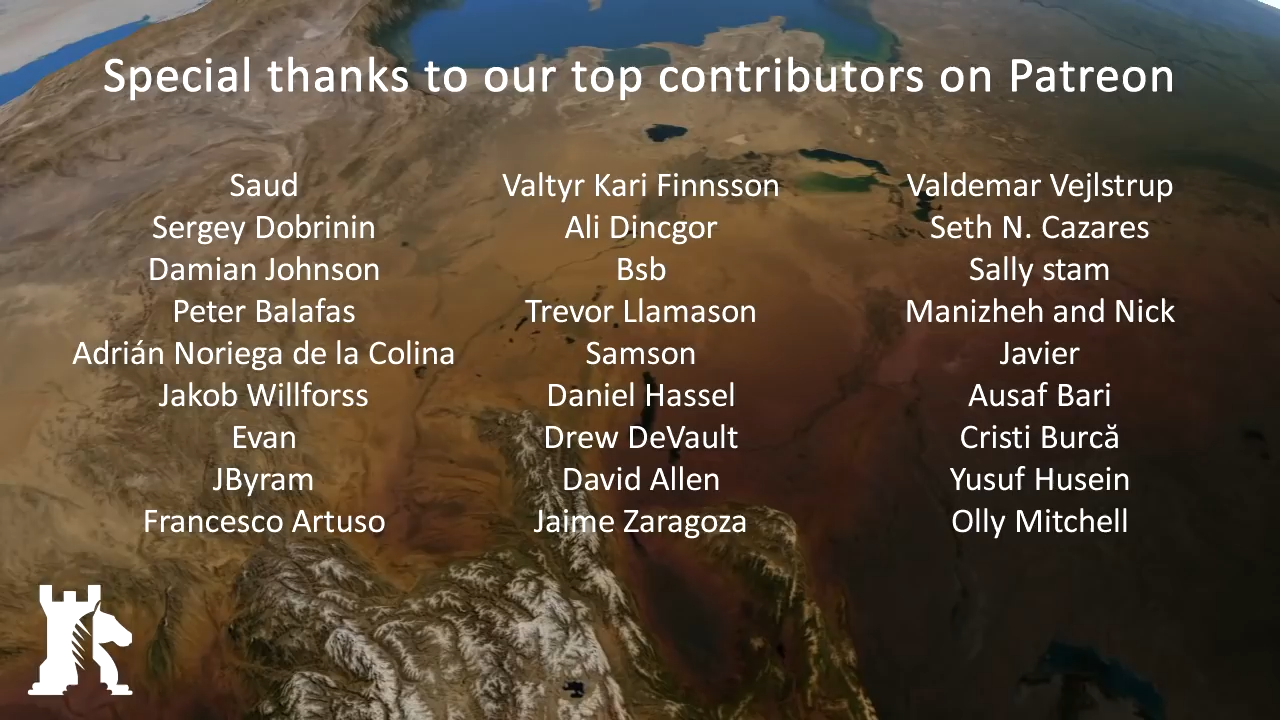 Special thanks to our top contributors on Patreon
Saud
Sergey Dobrinin
Damian Johnson
Peter Balafas
Adrián Noriega de la Colina
Jakob Willforss
Evan
JByram
Francesco Artuso
Valtyr Kari Finnsson
Ali Dincgor
Bsb
Trevor Llamason
Samson
Daniel Hassel
Drew DeVault
David Allen
Jaime Zaragoza
Valdemar Vejlstrup
Seth N. Cazares
Sally stam
Manizheh and Nick
Javier
Ausaf Bari
Cristi Burcă
Yusuf Husein
Olly Mitchell